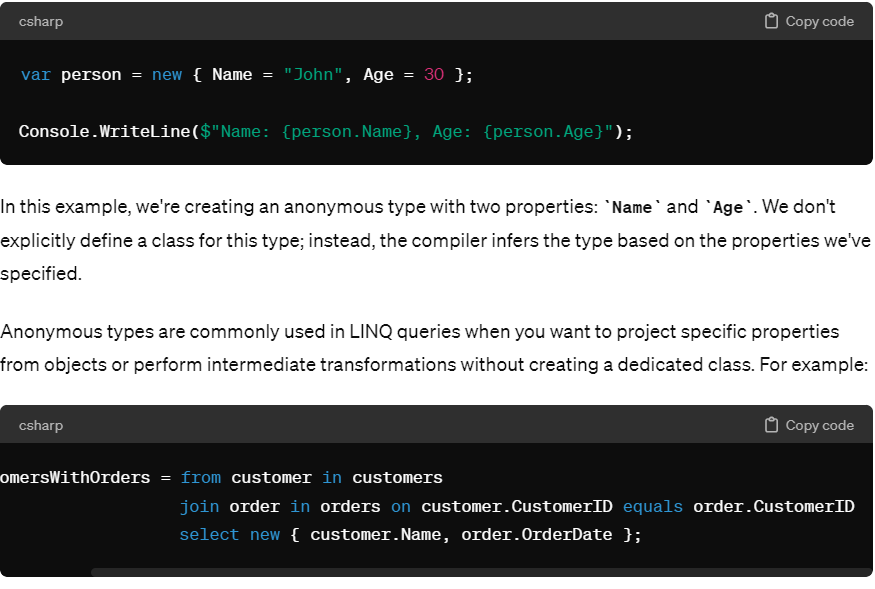 csharp Copy code
var person = new { Name = "John", Age = 30 };
Console.WriteLine($"Name: {person.Name}, Age: {person.Age}");
In this example, we're creating an anonymous type with two properties: `Name` and `Age`. We don't
explicitly define a class for this type; instead, the compiler infers the type based on the properties we've
specified.
Anonymous types are commonly used in LINQ queries when you want to project specific properties
from objects or perform intermediate transformations without creating a dedicated class. For example:
csharp Copy code
omersWithOrders = from customer in customers
join order in orders on customer.CustomerID equals order.CustomerID
select new { customer.Name, order.OrderDate };